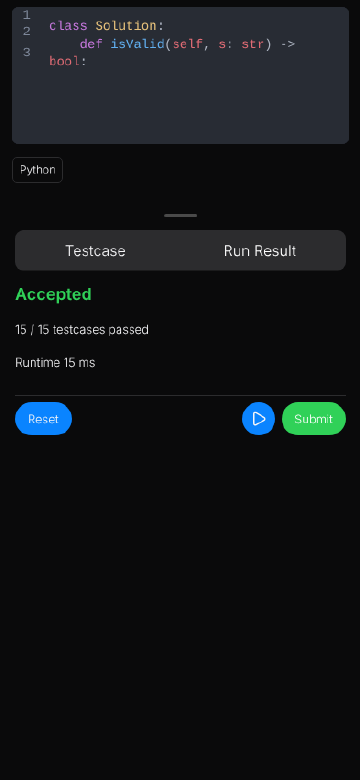 1
class Solution:
2
def isValid(self, s: str) ->
3
bool:
Python
Testcase
Run Result
Accepted
15 / 15 testcases passed
Runtime 15 ms
Reset
Submit